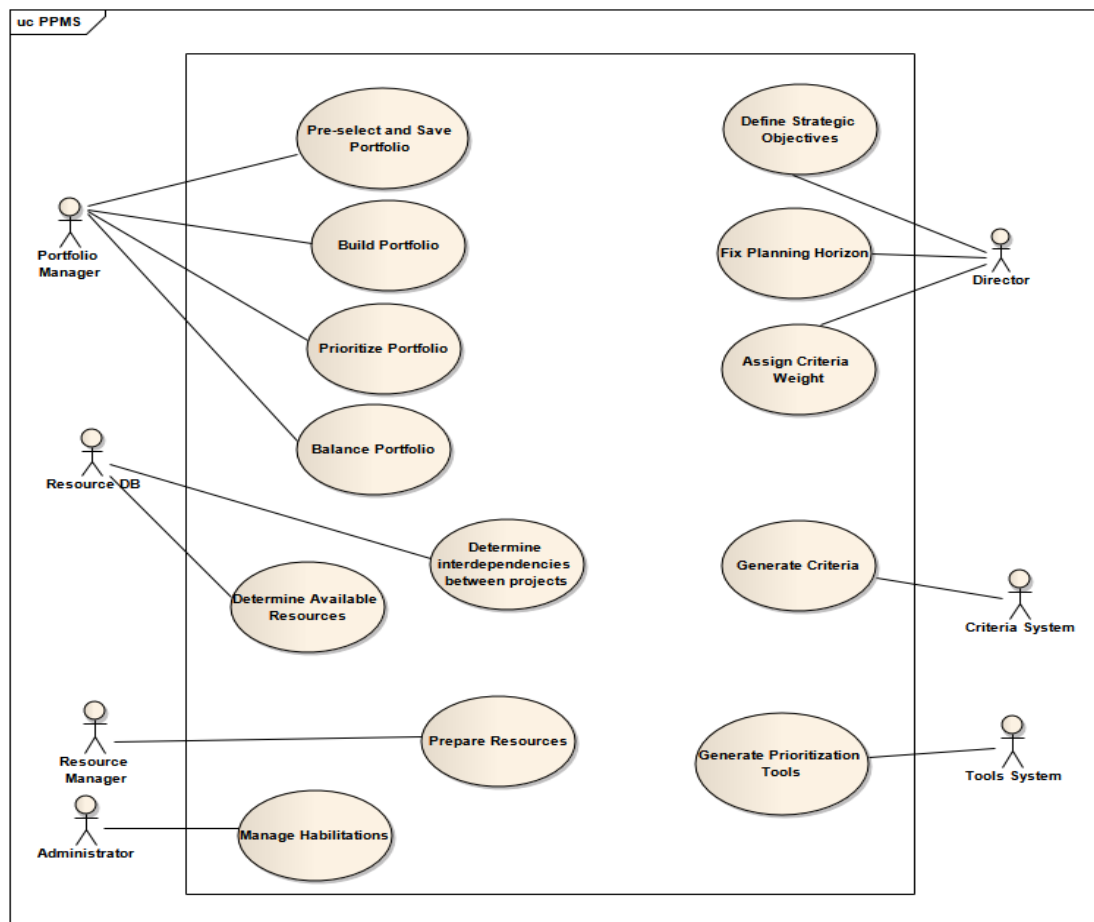 uc PPMS
Pre-select and Save
Portfolio
Define Strategic
Objectives
Portfolio
Manager
Build Portfolio
Fix Planning Horizon
Director
Prioritize Portfolio
Assign Criteria
Weight
Balance Portfolio
Resource DB
Determine
interdependencies
between projects
Generate Criteria
Determine Available
Resources
Criteria System
Resource
Manager
Prepare Resources
Generate Prioritization
Tools
Tools System
Administrator
Manage Habilitations